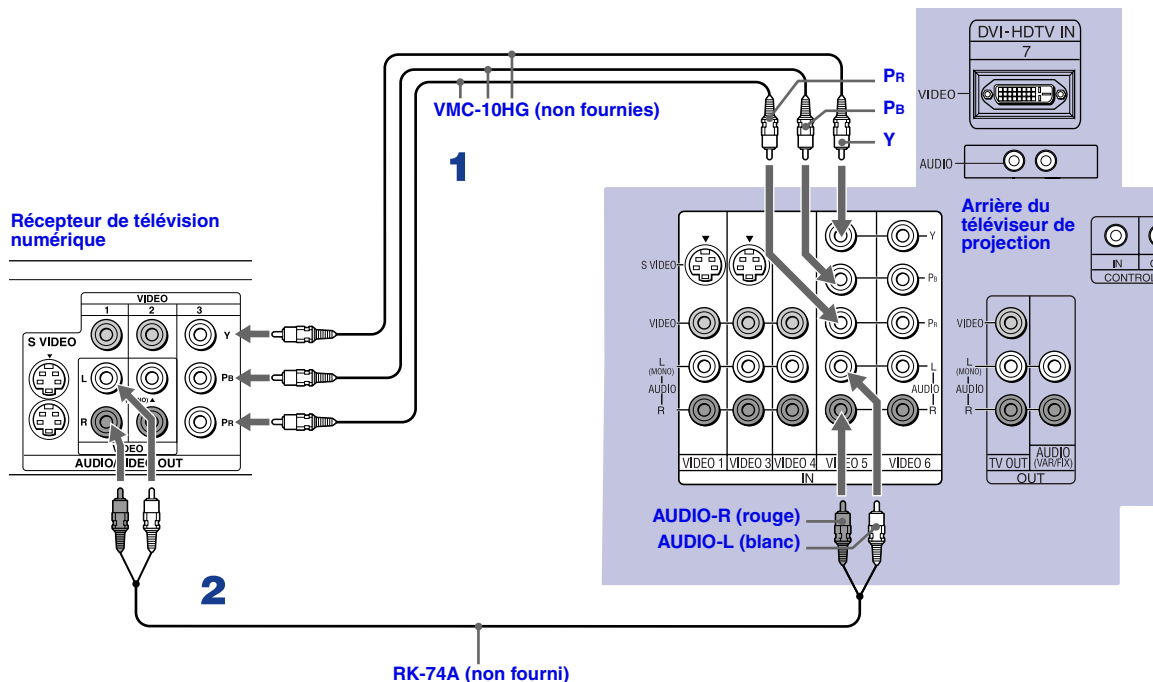 DVI-HDTV IN
7
VIDEO
AUDIO
PR
PB
Y
VMC-10HG (non fournies)
1
Récepteur de télévision
numérique
Arrière du
téléviseur de
projection
IN
CONTROL
VIDEO
1 2 3
S VIDEO
Y
L
PB
R
PR
VIDEO
AUDIO/VIDEO OUT
S VIDEO
VIDEO
L
(MONO)
AUDIO
R
Y
PB
PR
L
AUDIO
R
VIDEO 1 VIDEO 3 VIDEO 4 VIDEO 5 VIDEO 6
IN
VIDEO
L
(MONO)
AUDIO
R
TV OUT
AUDIO
(VAR/FIX)
OUT
AUDIO-R (rouge)
AUDIO-L (blanc)
2
RK-74A (non fourni)